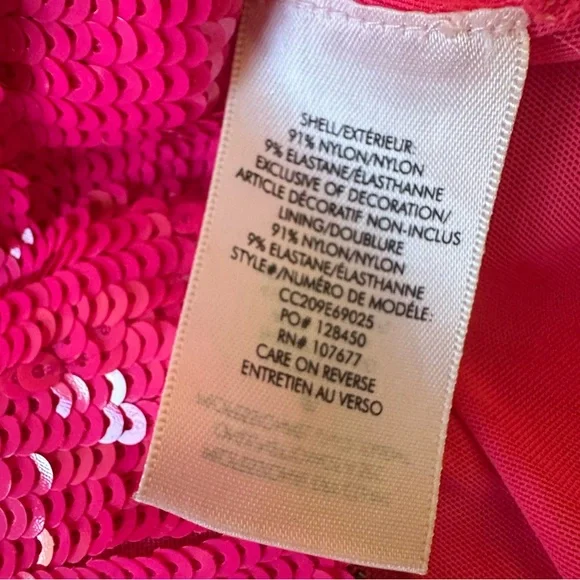 SHELL/EXTÉRIEUR:
91% NYLON/NYLON
9% ELASTANE/ÉLASTHANNE
EXCLUSIVE OF DECORATION/
ARTICLE DÉCORATIF NON-INCLUS
LINING/DOUBLURE
91% NYLON/NYLON
9% ELASTANE/ÉLASTHANNE
STYLE#/NUMÉRO DE MODÉLE:
CC209E69025
PO# 128450
RN# 107677
CARE ON REVERSE
ENTRETIEN AU VERSO